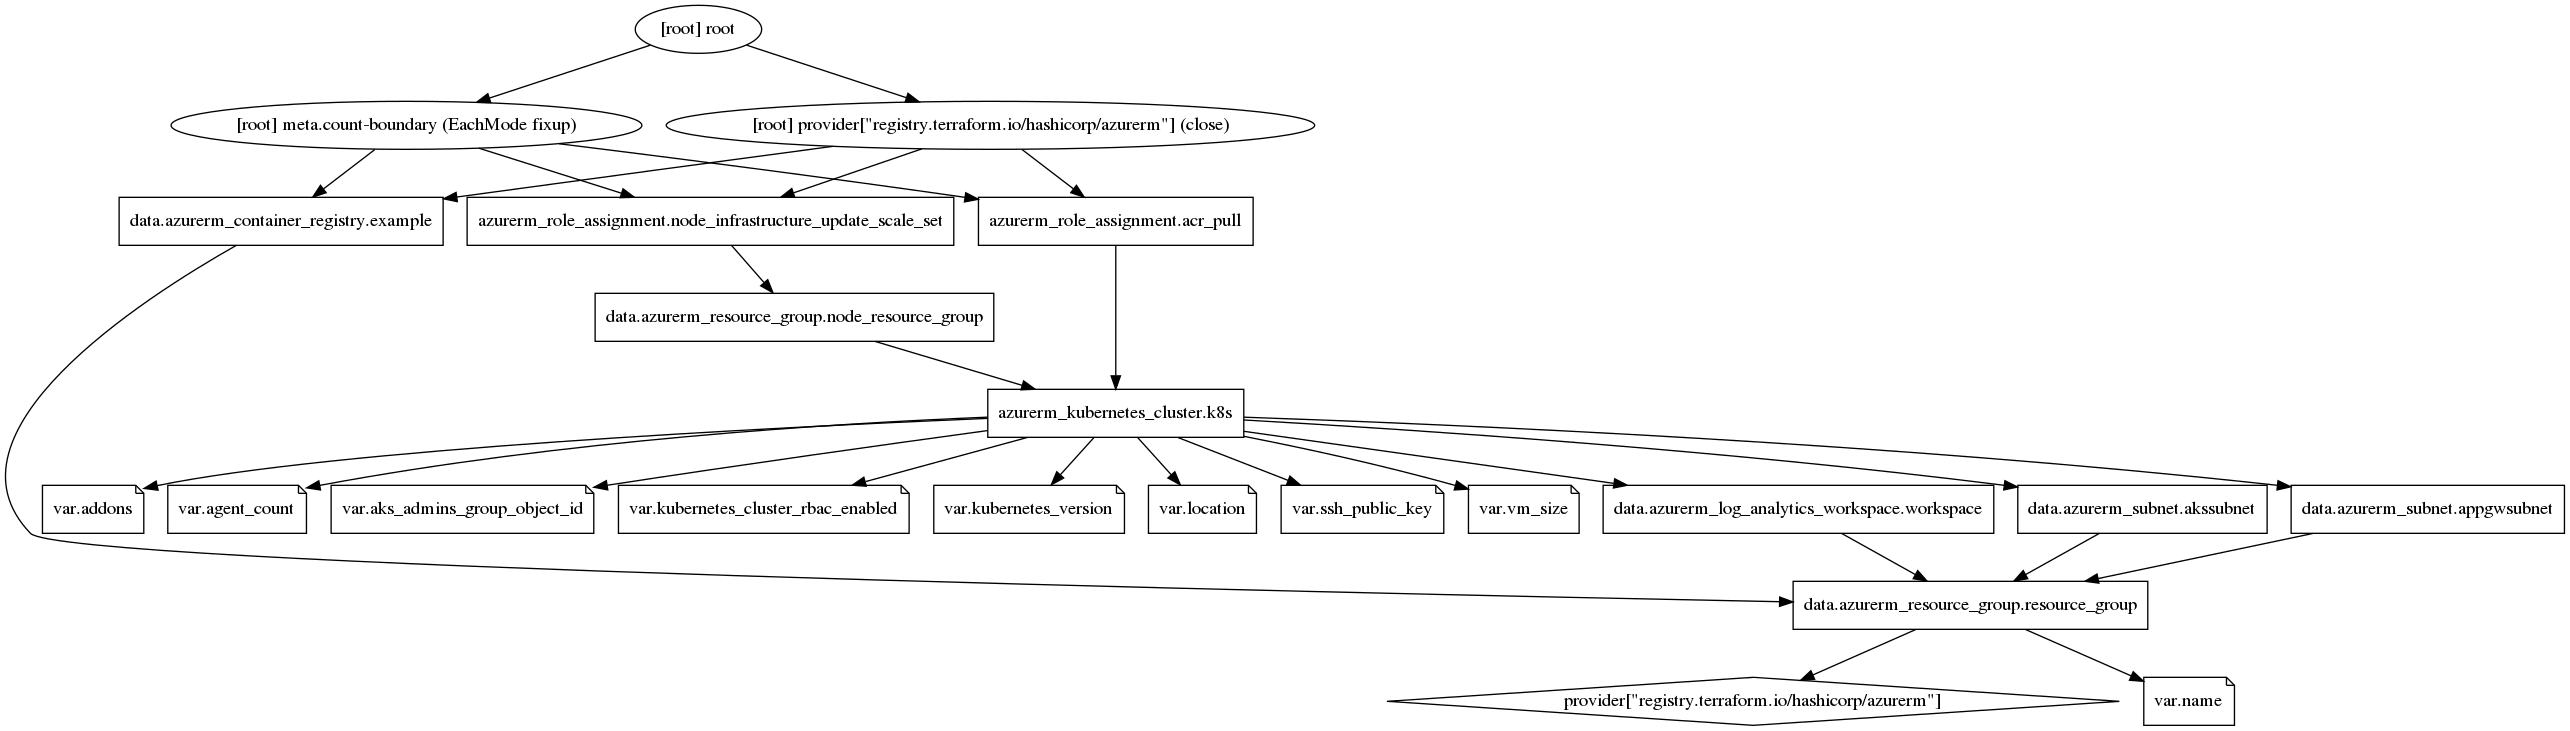 [root] root
[root] meta.count-boundary (EachMode fixup)
[root] provider["registry.terraform.io/hashicorp/azurerm"] (close)
data.azurerm_container_registry.example
azurerm_role_assignment.node_infrastructure_update_scale_set
azurerm_role_assignment.acr_pull
data.azurerm_resource_group.node_resource_group
azurerm_kubernetes_cluster.k8s
var.addons
var.agent_count
var.aks_admins_group_object_id
var.kubernetes_cluster_rbac_enabled
var.kubernetes_version
var.location
var.ssh_public_key
var.vm_size
data.azurerm_log_analytics_workspace.workspace
data.azurerm_subnet.akssubnet
data.azurerm_subnet.appgwsubnet
data.azurerm_resource_group.resource_group
provider["registry.terraform.io/hashicorp/azurerm"]
var.name